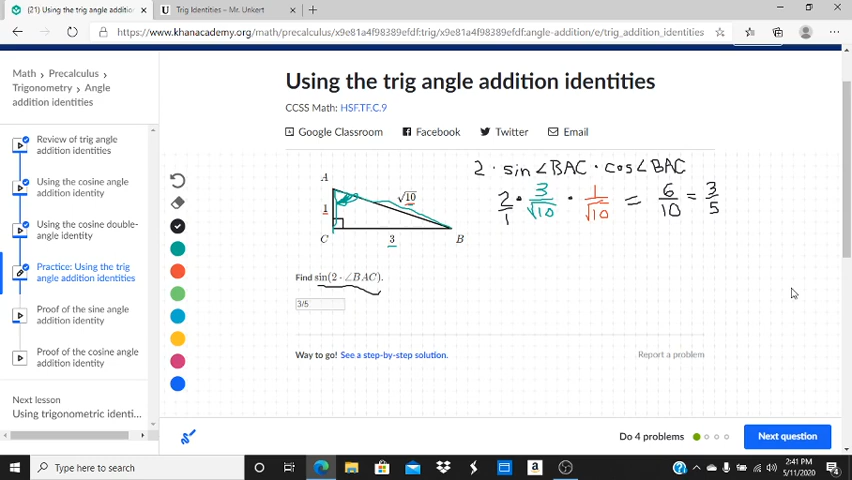 (21) Using the trig angle addition
Trig Identities – Mr. Unkert
https://www.khanacademy.org/math/precalculus/x9e81a4f98389efdf:trig/x9e81a4f98389efdf:angle-addition/e/trig_addition_identities
Math > Precalculus >
Trigonometry > Angle
addition identities
Review of trig angle
addition identities
Using the cosine angle
addition identity
Using the cosine double-
angle identity
Practice: Using the trig
angle addition identities
Proof of the sine angle
addition identity
Proof of the cosine angle
addition identity
Next lesson
Using trigonometric identi...
Using the trig angle addition identities
CCSS Math: HSF.TF.C.9
Google Classroom Facebook Twitter Email
2 · sin∠BAC · cos∠BAC
2/1 · 3/√10 · 1/√10 = 6/10 = 3/5
A
√10
1
C
3
B
Find sin(2 · ∠BAC).
3/5
Way to go! See a step-by-step solution.
Report a problem
Do 4 problems
Next question
Type here to search
2:41 PM
5/11/2020
4